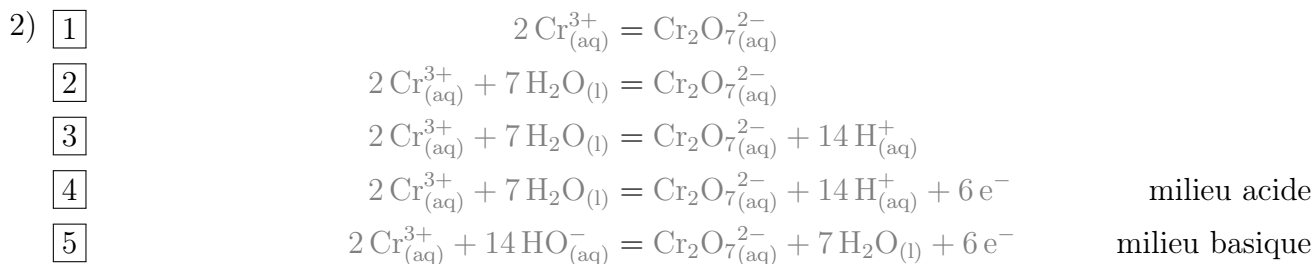 2) 1 2 Cr³⁺(aq) = Cr₂O₇²⁻(aq)
2 2 Cr³⁺(aq) + 7 H₂O(l) = Cr₂O₇²⁻(aq)
3 2 Cr³⁺(aq) + 7 H₂O(l) = Cr₂O₇²⁻(aq) + 14 H⁺(aq)
4 2 Cr³⁺(aq) + 7 H₂O(l) = Cr₂O₇²⁻(aq) + 14 H⁺(aq) + 6 e⁻ milieu acide
5 2 Cr³⁺(aq) + 14 HO⁻(aq) = Cr₂O₇²⁻(aq) + 7 H₂O(l) + 6 e⁻ milieu basique